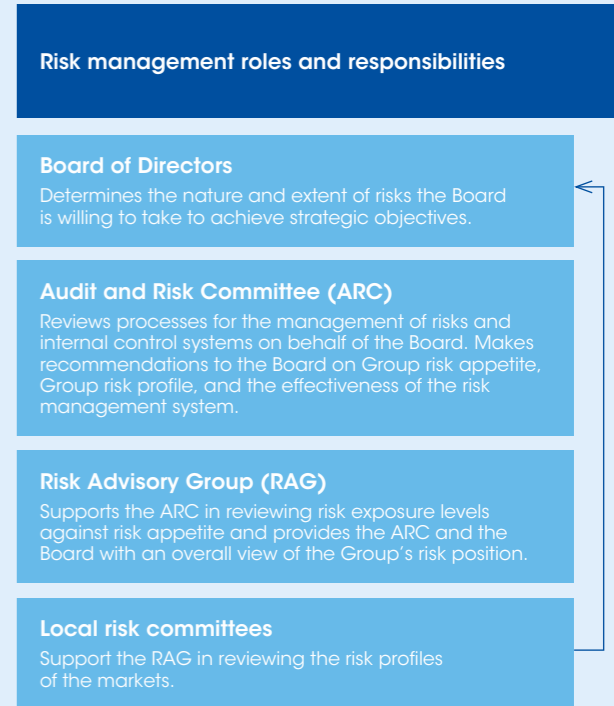 Risk management roles and responsibilities
Board of Directors
Determines the nature and extent of risks the Board
is willing to take to achieve strategic objectives.
Audit and Risk Committee (ARC)
Reviews processes for the management of risks and
internal control systems on behalf of the Board. Makes
recommendations to the Board on Group risk appetite,
Group risk profile, and the effectiveness of the risk
management system.
Risk Advisory Group (RAG)
Supports the ARC in reviewing risk exposure levels
against risk appetite and provides the ARC and the
Board with an overall view of the Group’s risk position.
Local risk committees
Support the RAG in reviewing the risk profiles
of the markets.